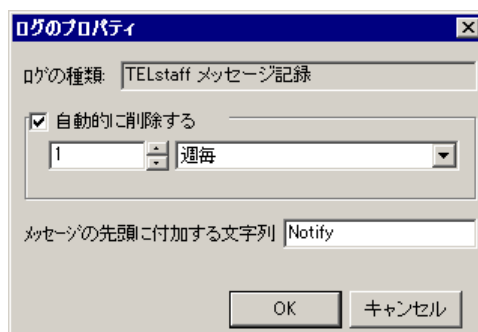 ログのプロパティ
ログの種類: TELstaff メッセージ記録
自動的に削除する
1 週毎
メッセージの先頭に付加する文字列 Notify
OK キャンセル